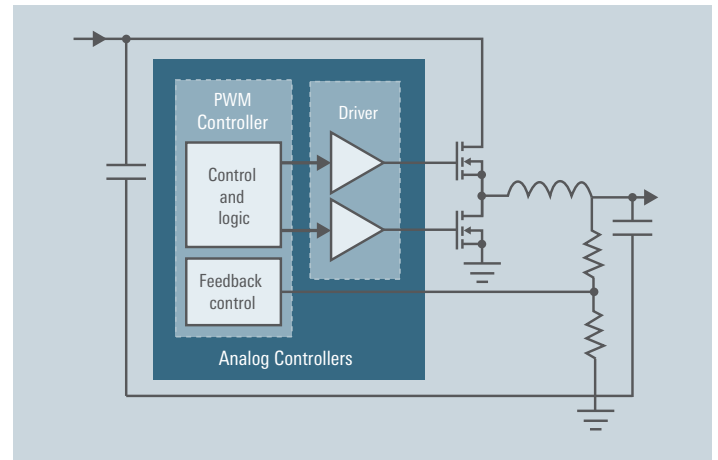 PWM
Controller
Driver
Control
and
logic
Feedback
control
Analog Controllers